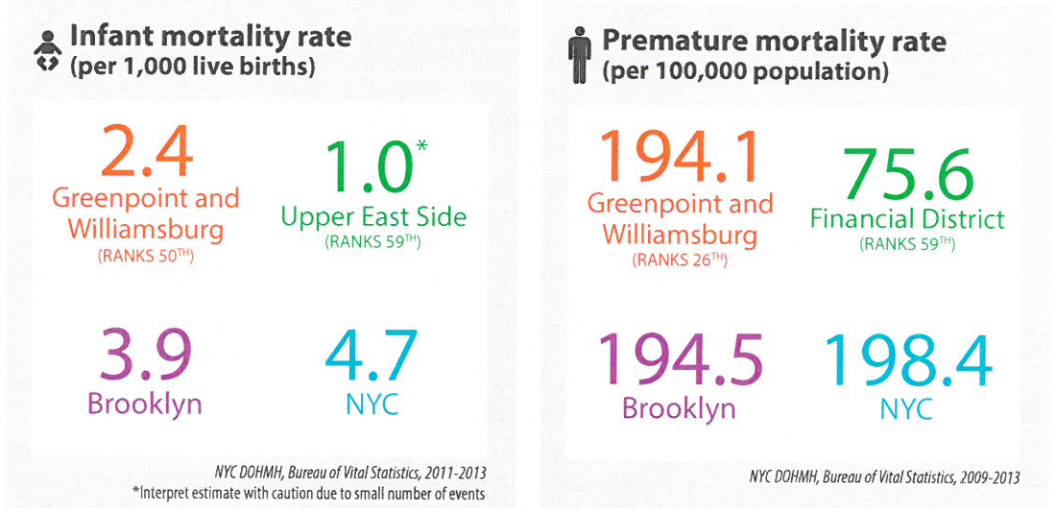 Infant mortality rate
(per 1,000 live births)
2.4
Greenpoint and
Williamsburg
(RANKS 50TH)
1.0*
Upper East Side
(RANKS 59TH)
3.9
Brooklyn
4.7
NYC
NYC DOHMH, Bureau of Vital Statistics, 2011-2013
*Interpret estimate with caution due to small number of events
Premature mortality rate
(per 100,000 population)
194.1
Greenpoint and
Williamsburg
(RANKS 26TH)
75.6
Financial District
(RANKS 59TH)
194.5
Brooklyn
198.4
NYC
NYC DOHMH, Bureau of Vital Statistics, 2009-2013